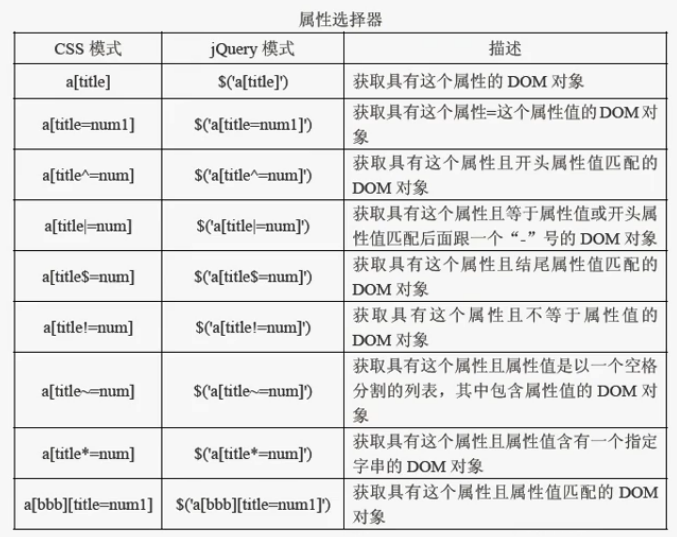 属性选择器
CSS 模式 jQuery 模式 描述
a[title] $('a[title]') 获取具有这个属性的 DOM 对象
a[title=num1] $('a[title=num1]') 获取具有这个属性=这个属性值的 DOM 对
象
a[title^=num] $('a[title^=num]') 获取具有这个属性且开头属性值匹配的
DOM 对象
a[title|=num] $('a[title|=num]') 获取具有这个属性且等于属性值或开头属
性值匹配后面跟一个“-”号的 DOM 对象
a[title$=num] $('a[title$=num]') 获取具有这个属性且结尾属性值匹配的
DOM 对象
a[title!=num] $('a[title!=num]') 获取具有这个属性且不等于属性值的
DOM 对象
a[title~=num] $('a[title~=num]') 获取具有这个属性且属性值是以一个空格
分割的列表，其中包含属性值的 DOM 对
象
a[title*=num] $('a[title*=num]') 获取具有这个属性且属性值含有一个指定
字串的 DOM 对象
a[bbb][title=num1] $('a[bbb][title=num1]') 获取具有这个属性且属性值匹配的 DOM
对象